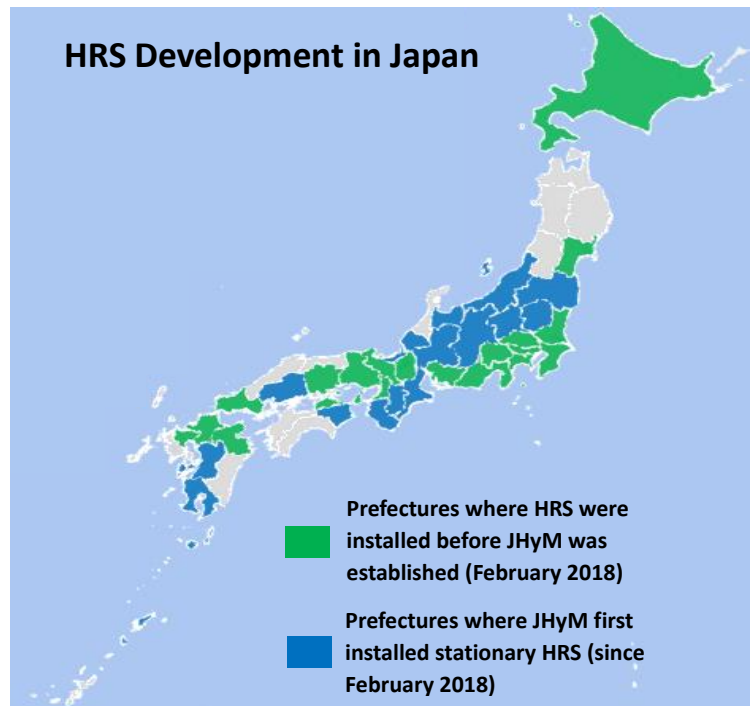 HRS Development in Japan
Prefectures where HRS were
installed before JHyM was
established (February 2018)
Prefectures where JHyM first
installed stationary HRS (since
February 2018)